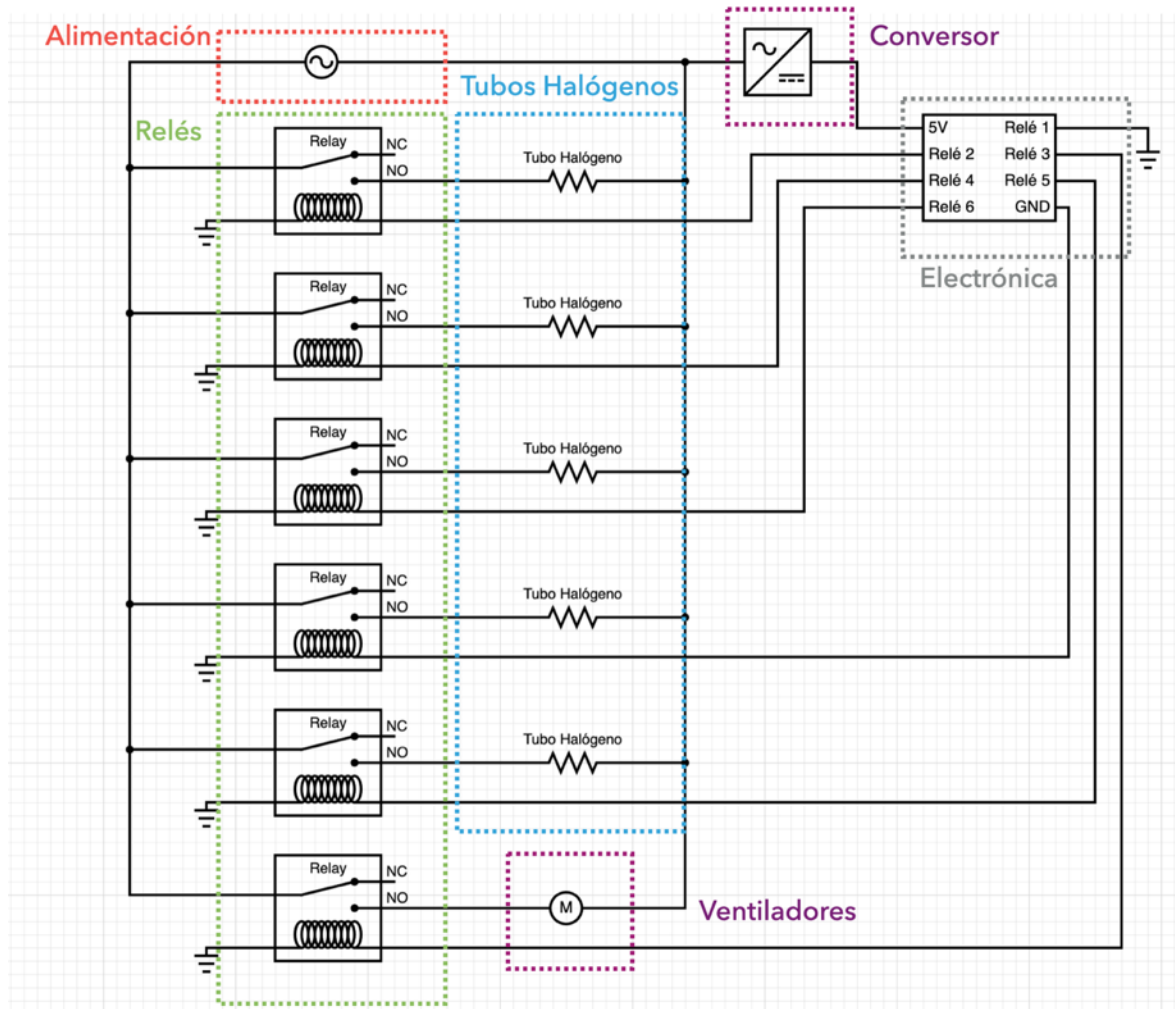 Alimentación
Conversor
Tubos Halógenos
Relés
5V Relé 1
Relé 2 Relé 3
Relé 4 Relé 5
Relé 6 GND
Electrónica
Relay NC
NO
Tubo Halógeno
Relay NC
NO
Tubo Halógeno
Relay NC
NO
Tubo Halógeno
Relay NC
NO
Tubo Halógeno
Relay NC
NO
Tubo Halógeno
Relay NC
NO
M
Ventiladores